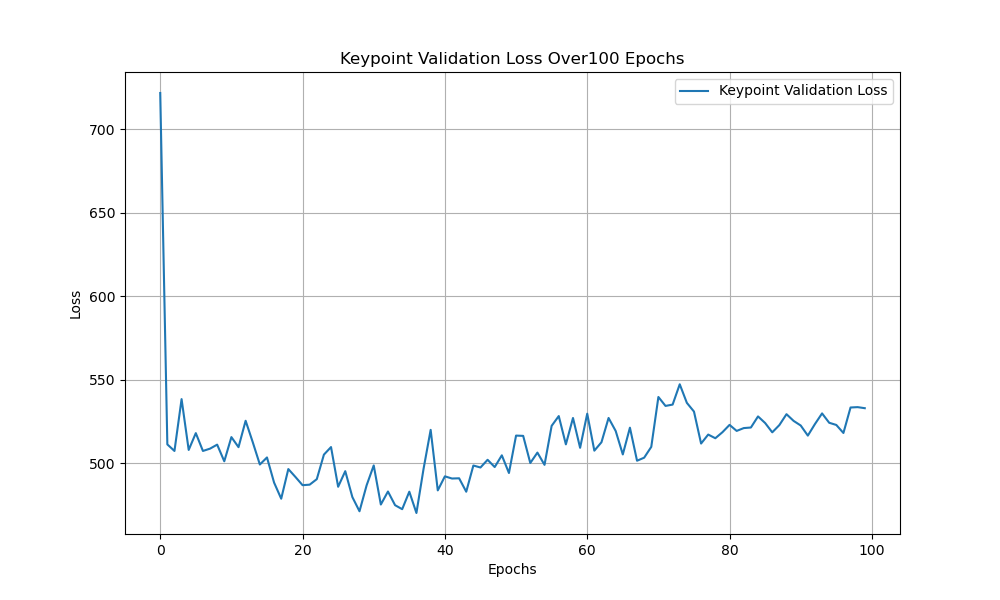 Keypoint Validation Loss Over100 Epochs
Keypoint Validation Loss
700
650
600
550
500
Loss
0 20 40 60 80 100
Epochs